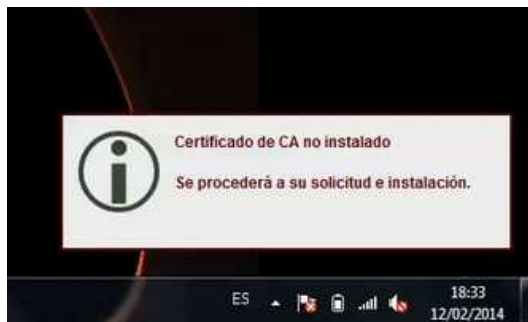 Certificado de CA no instalado
Se procederá a su solicitud e instalación.
ES
18:33
12/02/2014